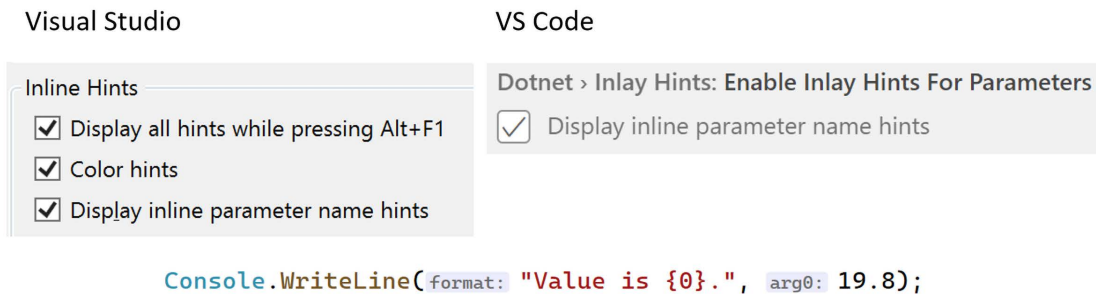 Visual Studio
Inline Hints
Display all hints while pressing Alt+F1
Color hints
Display inline parameter name hints
VS Code
Dotnet › Inlay Hints: Enable Inlay Hints For Parameters
Display inline parameter name hints
Console.WriteLine(format: "Value is {0}.", arg0: 19.8);